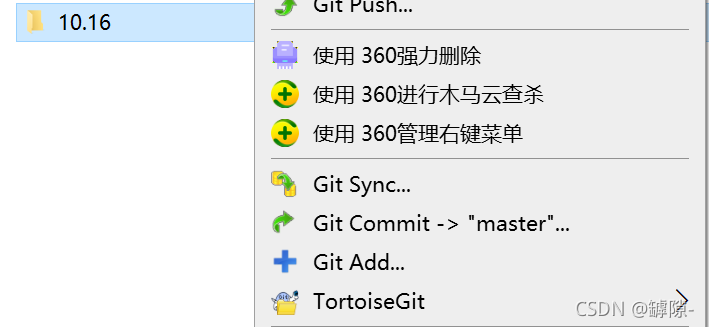 Git Push...
10.16
使用 360强力删除
使用 360进行木马云查杀
使用 360管理右键菜单
Git Sync...
Git Commit -> "master"...
Git Add...
TortoiseGit
CSDN @罅隙-